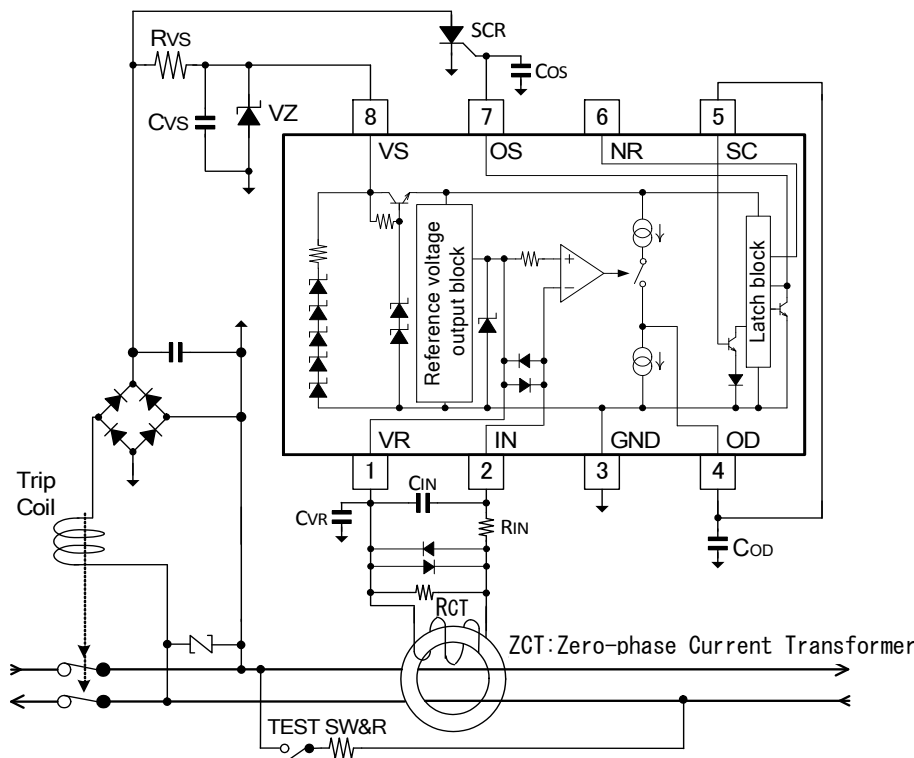 SCR
RVS
COS
CVS
VZ
8
7
6
5
VS
OS
NR
SC
Reference voltage
output block
+
−
Latch block
VR
IN
GND
OD
1
2
3
4
Trip
Coil
CIN
CVR
RIN
COD
RCT
ZCT:Zero-phase Current Transformer
TEST SW&R